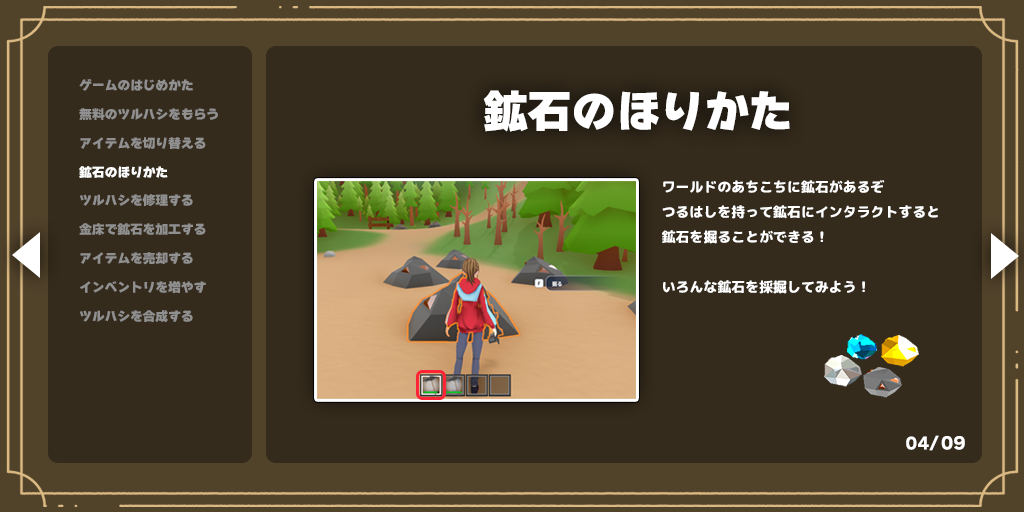 ゲームのはじめかた
無料のツルハシをもらう
アイテムを切り替える
鉱石のほりかた
ツルハシを修理する
金床で鉱石を加工する
アイテムを売却する
インベントリを増やす
ツルハシを合成する
鉱石のほりかた
ワールドのあちこちに鉱石があるぞ
つるはしを持って鉱石にインタラクトすると
鉱石を掘ることができる！
いろんな鉱石を採掘してみよう！
掘る
04/09